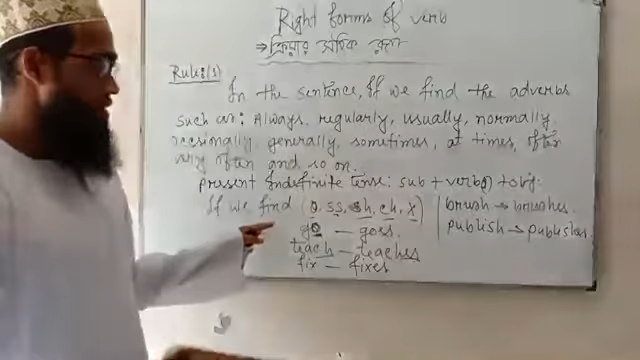 Right forms of verb
⇒ ক্রিয়ার সঠিক রূপ
Rule:(1)
In the sentence, If we find the adverbs
such as: Always, regularly, usually, normally,
occasionally, generally, sometimes, at times, often
very often and so on.
present Indefinite tense: sub + verb(s) + obj:
If we find (o, ss, sh, ch, x) | brush → brushes.
go — goes. | publish → publishes.
teach — teaches
fix — fixes